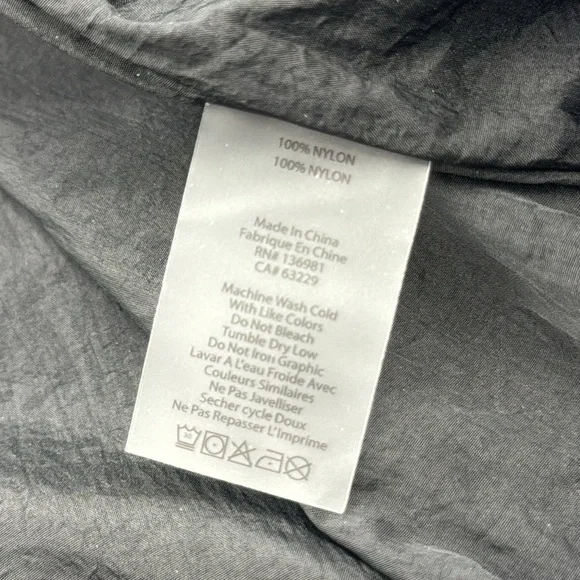 100% NYLON
100% NYLON
Made In China
Fabrique En Chine
RN# 136981
CA# 63229
Machine Wash Cold
With Like Colors
Do Not Bleach
Tumble Dry Low
Do Not Iron Graphic
Lavar A L'eau Froide Avec
Couleurs Similaires
Ne Pas Javelliser
Secher cycle Doux
Ne Pas Repasser L'Imprime
30